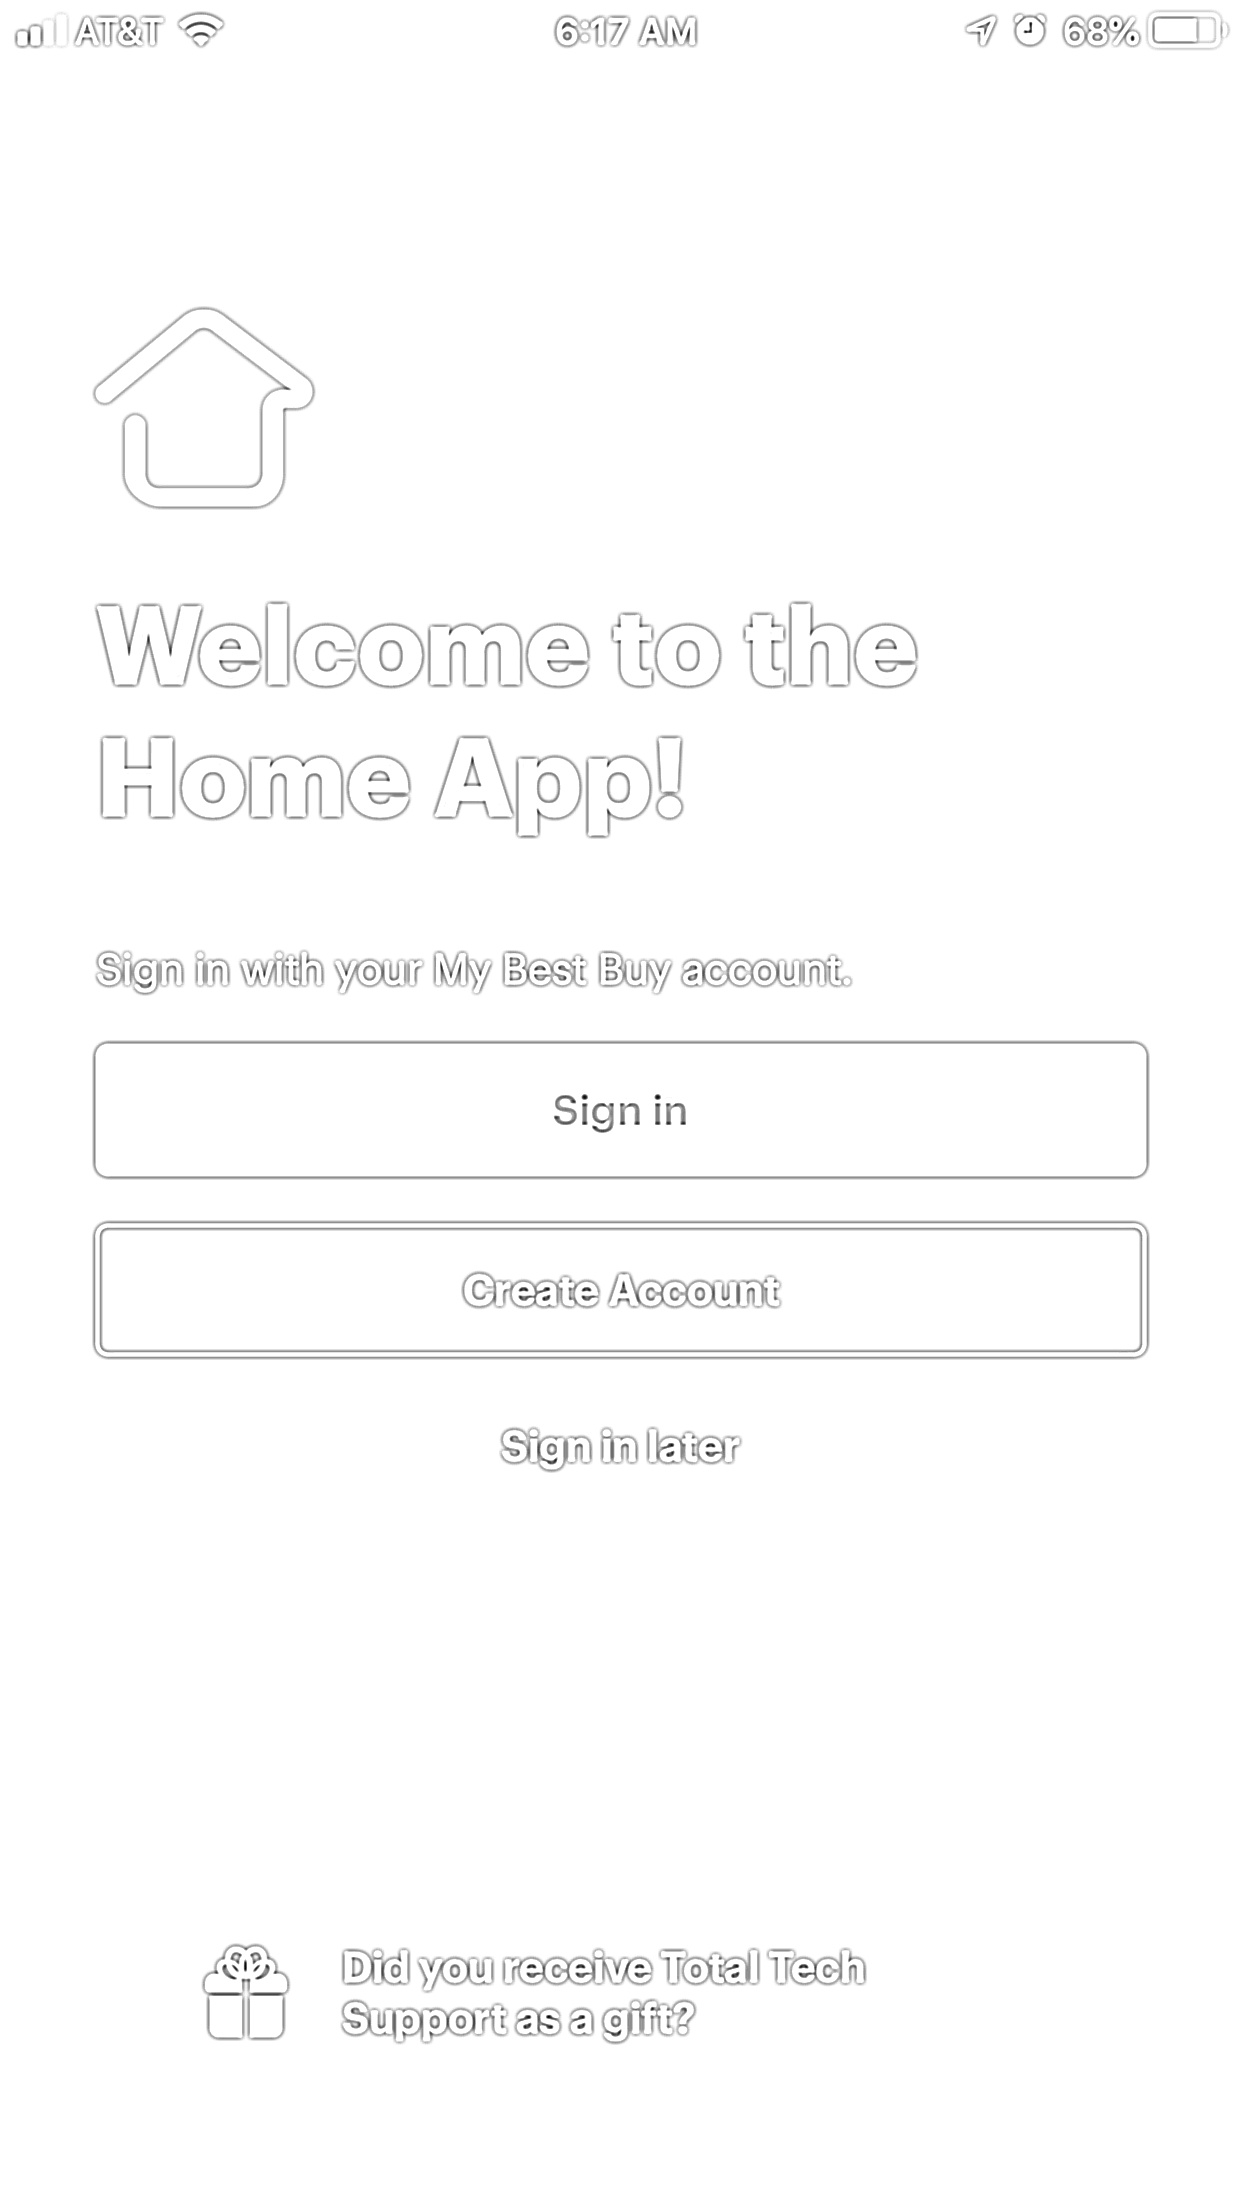 AT&T 6:17 AM 68%
Welcome to the
Home App!
Sign in with your My Best Buy account.
Sign in
Create Account
Sign in later
Did you receive Total Tech
Support as a gift?